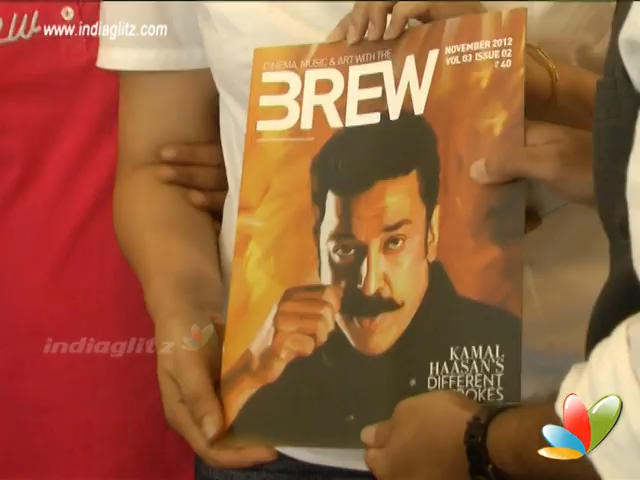 ew
www.indiaglitz.com
CINEMA, MUSIC & ART WITH THE
BREW
NOVEMBER 2012
VOL 03 ISSUE 02
₹ 40
KAMAL
HAASAN'S
DIFFERENT
indiaglitz